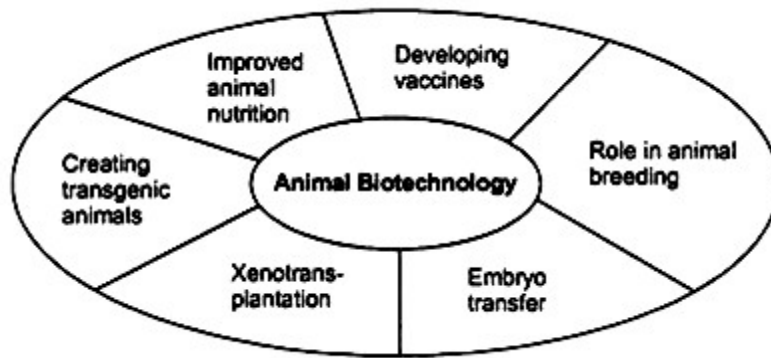 Improved
animal
nutrition
Developing
vaccines
Role in animal
breeding
Creating
transgenic
animals
Animal Biotechnology
Xenotrans-
plantation
Embryo
transfer